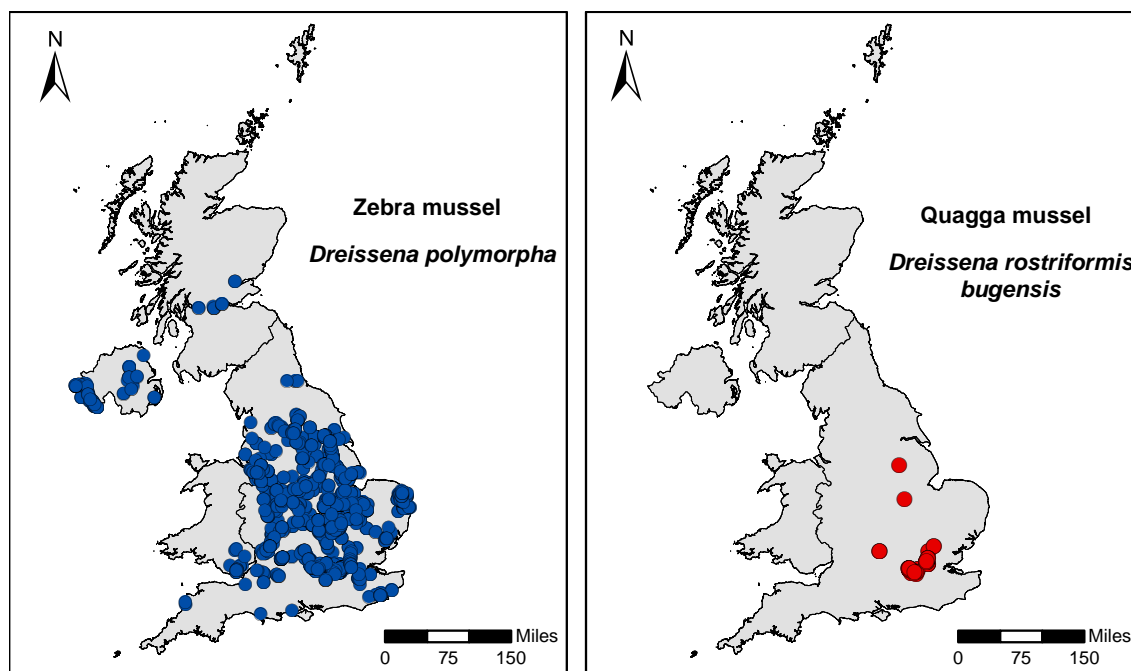 N
Zebra mussel
Dreissena polymorpha
Miles
0 75 150
N
Quagga mussel
Dreissena rostriformis
bugensis
Miles
0 75 150